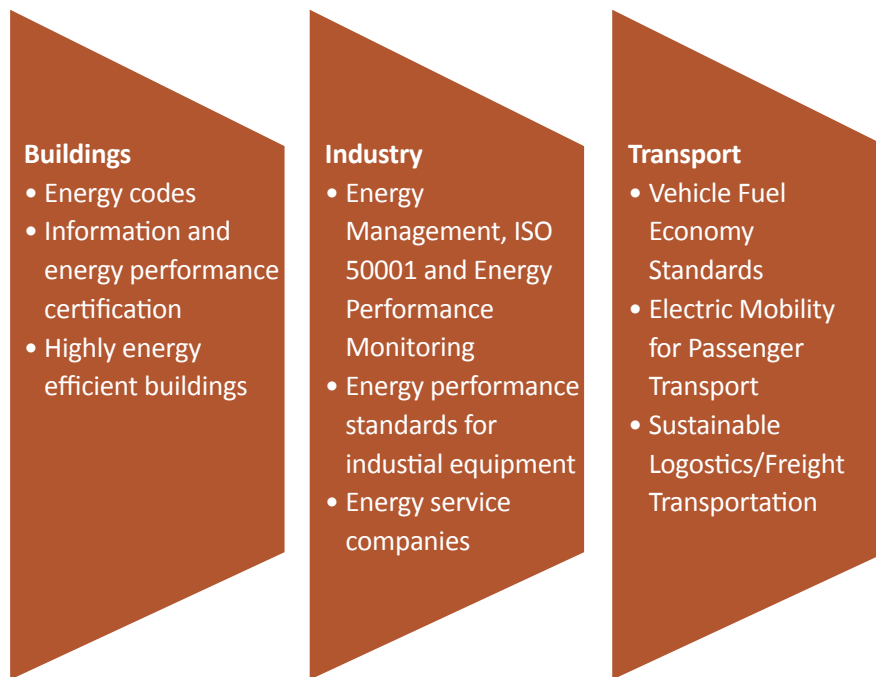 Buildings
• Energy codes
• Information and
energy performance
certification
• Highly energy
efficient buildings
Industry
• Energy
Management, ISO
50001 and Energy
Performance
Monitoring
• Energy performance
standards for
industial equipment
• Energy service
companies
Transport
• Vehicle Fuel
Economy
Standards
• Electric Mobility
for Passenger
Transport
• Sustainable
Logostics/Freight
Transportation